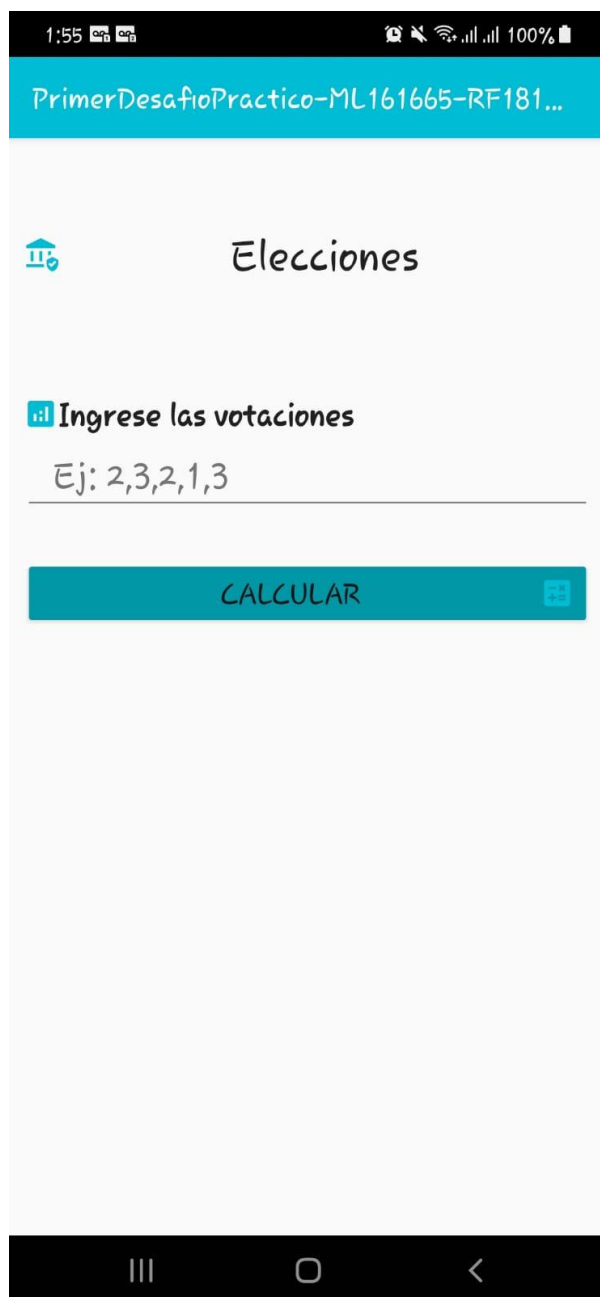 1:55 100%
PrimerDesafioPractico-ML161665-RF181...
Elecciones
Ingrese las votaciones
Ej: 2,3,2,1,3
CALCULAR